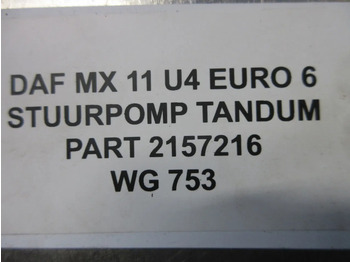 DAF MX 11 U4 EURO 6
STUURPOMP TANDUM
PART 2157216
WG 753